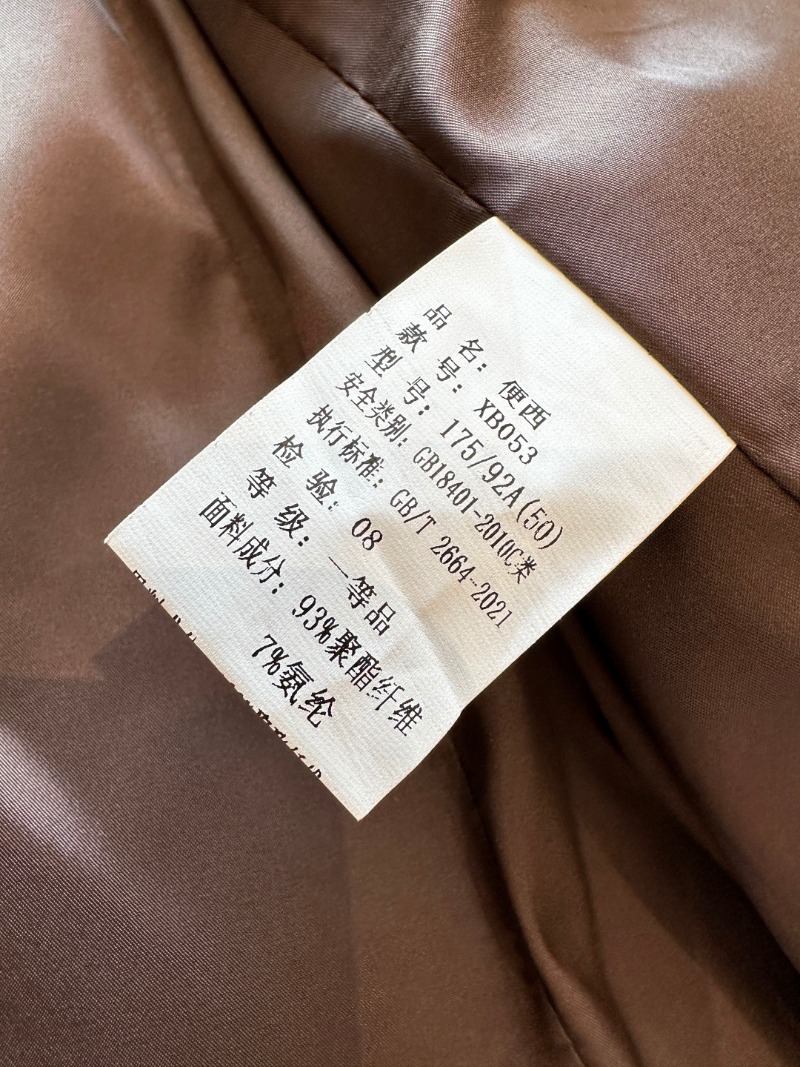 品 名: 便西
款 号: XB053
型 号: 175/92A(50)
安全类别: GB18401-2010C类
执行标准: GB/T 2664-2021
检 验: 08
等 级: 一等品
面料成分: 93%聚酯纤维
7%氨纶